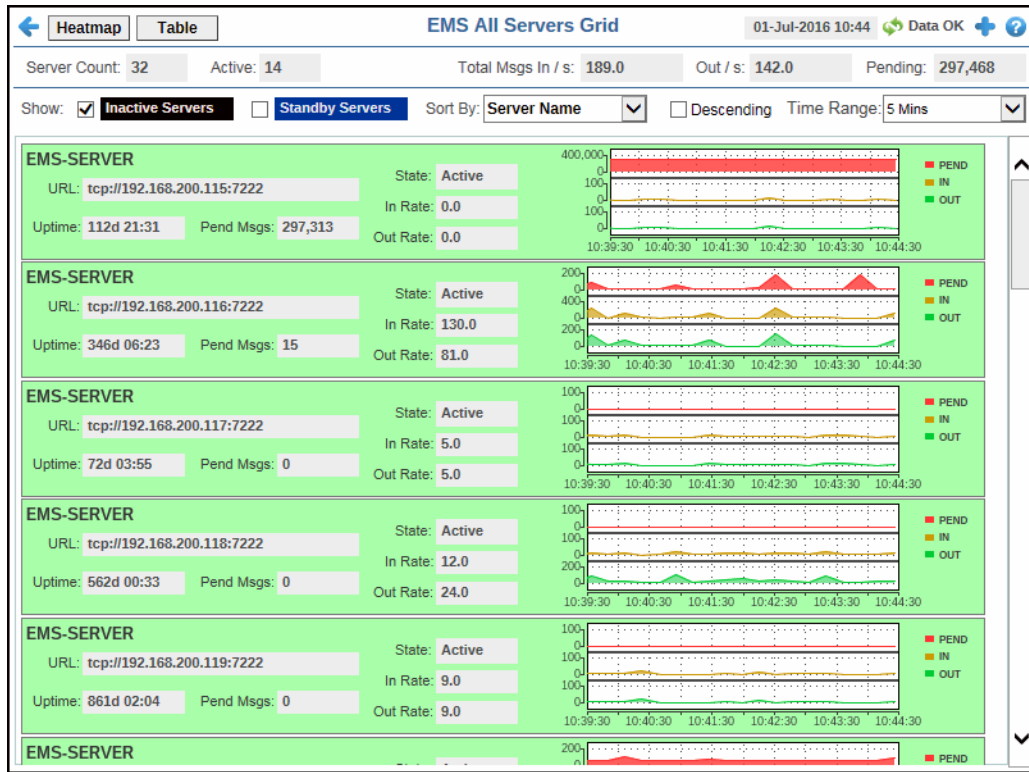 Heatmap Table EMS All Servers Grid 01-Jul-2016 10:44 Data OK
Server Count: 32 Active: 14 Total Msgs In / s: 189.0 Out / s: 142.0 Pending: 297,468
Show: Inactive Servers Standby Servers Sort By: Server Name Descending Time Range: 5 Mins
EMS-SERVER
URL: tcp://192.168.200.115:7222
Uptime: 112d 21:31 Pend Msgs: 297,313
State: Active
In Rate: 0.0
Out Rate: 0.0
400,000
0
100
0
100
0
10:39:30 10:40:30 10:41:30 10:42:30 10:43:30 10:44:30
PEND
IN
OUT
EMS-SERVER
URL: tcp://192.168.200.116:7222
Uptime: 346d 06:23 Pend Msgs: 15
State: Active
In Rate: 130.0
Out Rate: 81.0
200
0
400
0
200
0
10:39:30 10:40:30 10:41:30 10:42:30 10:43:30 10:44:30
PEND
IN
OUT
EMS-SERVER
URL: tcp://192.168.200.117:7222
Uptime: 72d 03:55 Pend Msgs: 0
State: Active
In Rate: 5.0
Out Rate: 5.0
100
0
100
0
100
0
10:39:30 10:40:30 10:41:30 10:42:30 10:43:30 10:44:30
PEND
IN
OUT
EMS-SERVER
URL: tcp://192.168.200.118:7222
Uptime: 562d 00:33 Pend Msgs: 0
State: Active
In Rate: 12.0
Out Rate: 24.0
100
0
100
0
200
0
10:39:30 10:40:30 10:41:30 10:42:30 10:43:30 10:44:30
PEND
IN
OUT
EMS-SERVER
URL: tcp://192.168.200.119:7222
Uptime: 861d 02:04 Pend Msgs: 0
State: Active
In Rate: 9.0
Out Rate: 9.0
100
0
100
0
100
0
10:39:30 10:40:30 10:41:30 10:42:30 10:43:30 10:44:30
PEND
IN
OUT
EMS-SERVER
200
PEND